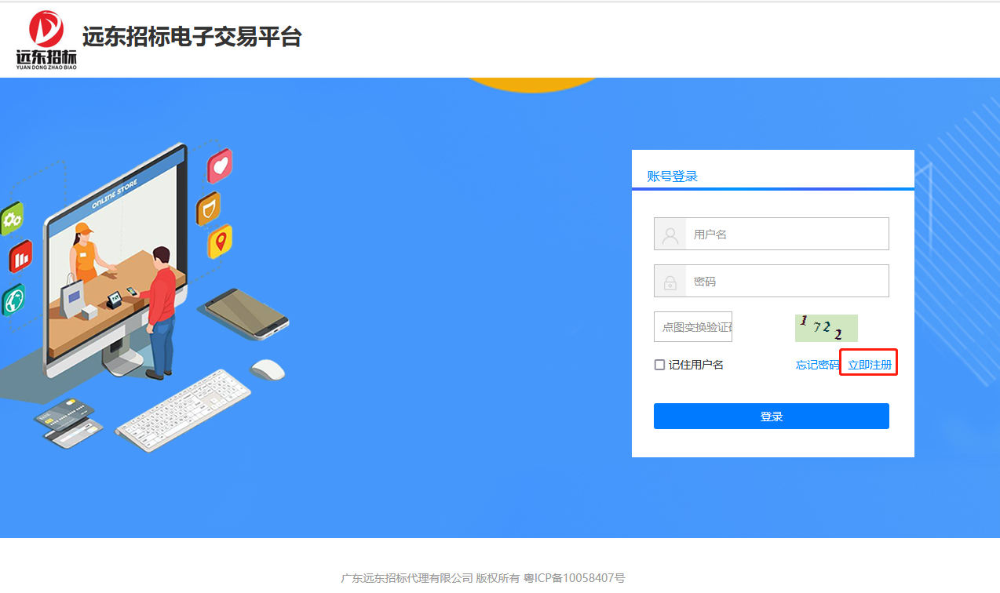 远东招标
YUAN DONG ZHAO BIAO
远东招标电子交易平台
ONLINE STORE
账号登录
用户名
密码
点图变换验证码
1722
记住用户名
忘记密码 立即注册
登录
广东远东招标代理有限公司 版权所有 粤ICP备10058407号